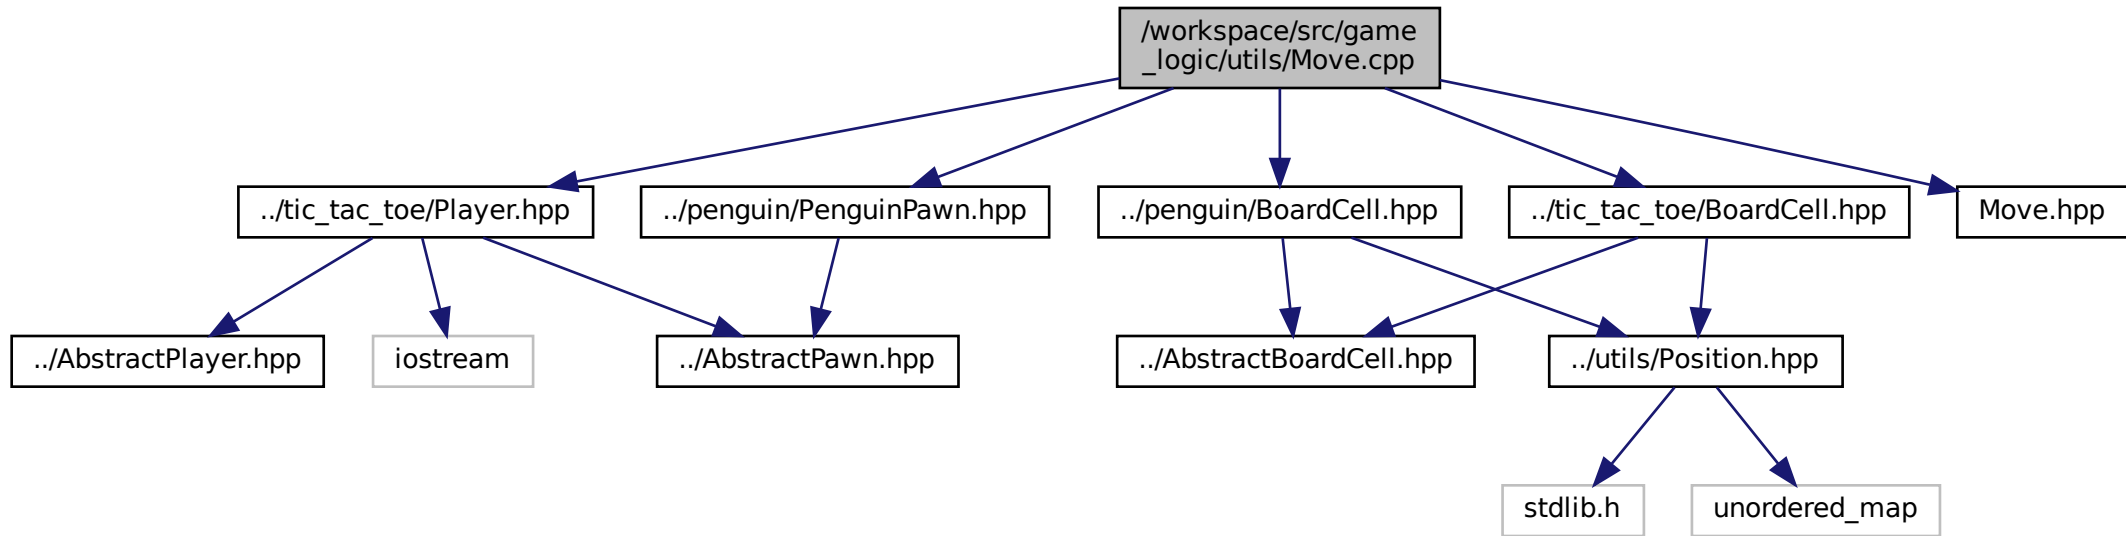 /workspace/src/game
_logic/utils/Move.cpp
../tic_tac_toe/Player.hpp
../penguin/PenguinPawn.hpp
../penguin/BoardCell.hpp
../tic_tac_toe/BoardCell.hpp
Move.hpp
../AbstractPlayer.hpp
iostream
../AbstractPawn.hpp
../AbstractBoardCell.hpp
../utils/Position.hpp
stdlib.h
unordered_map